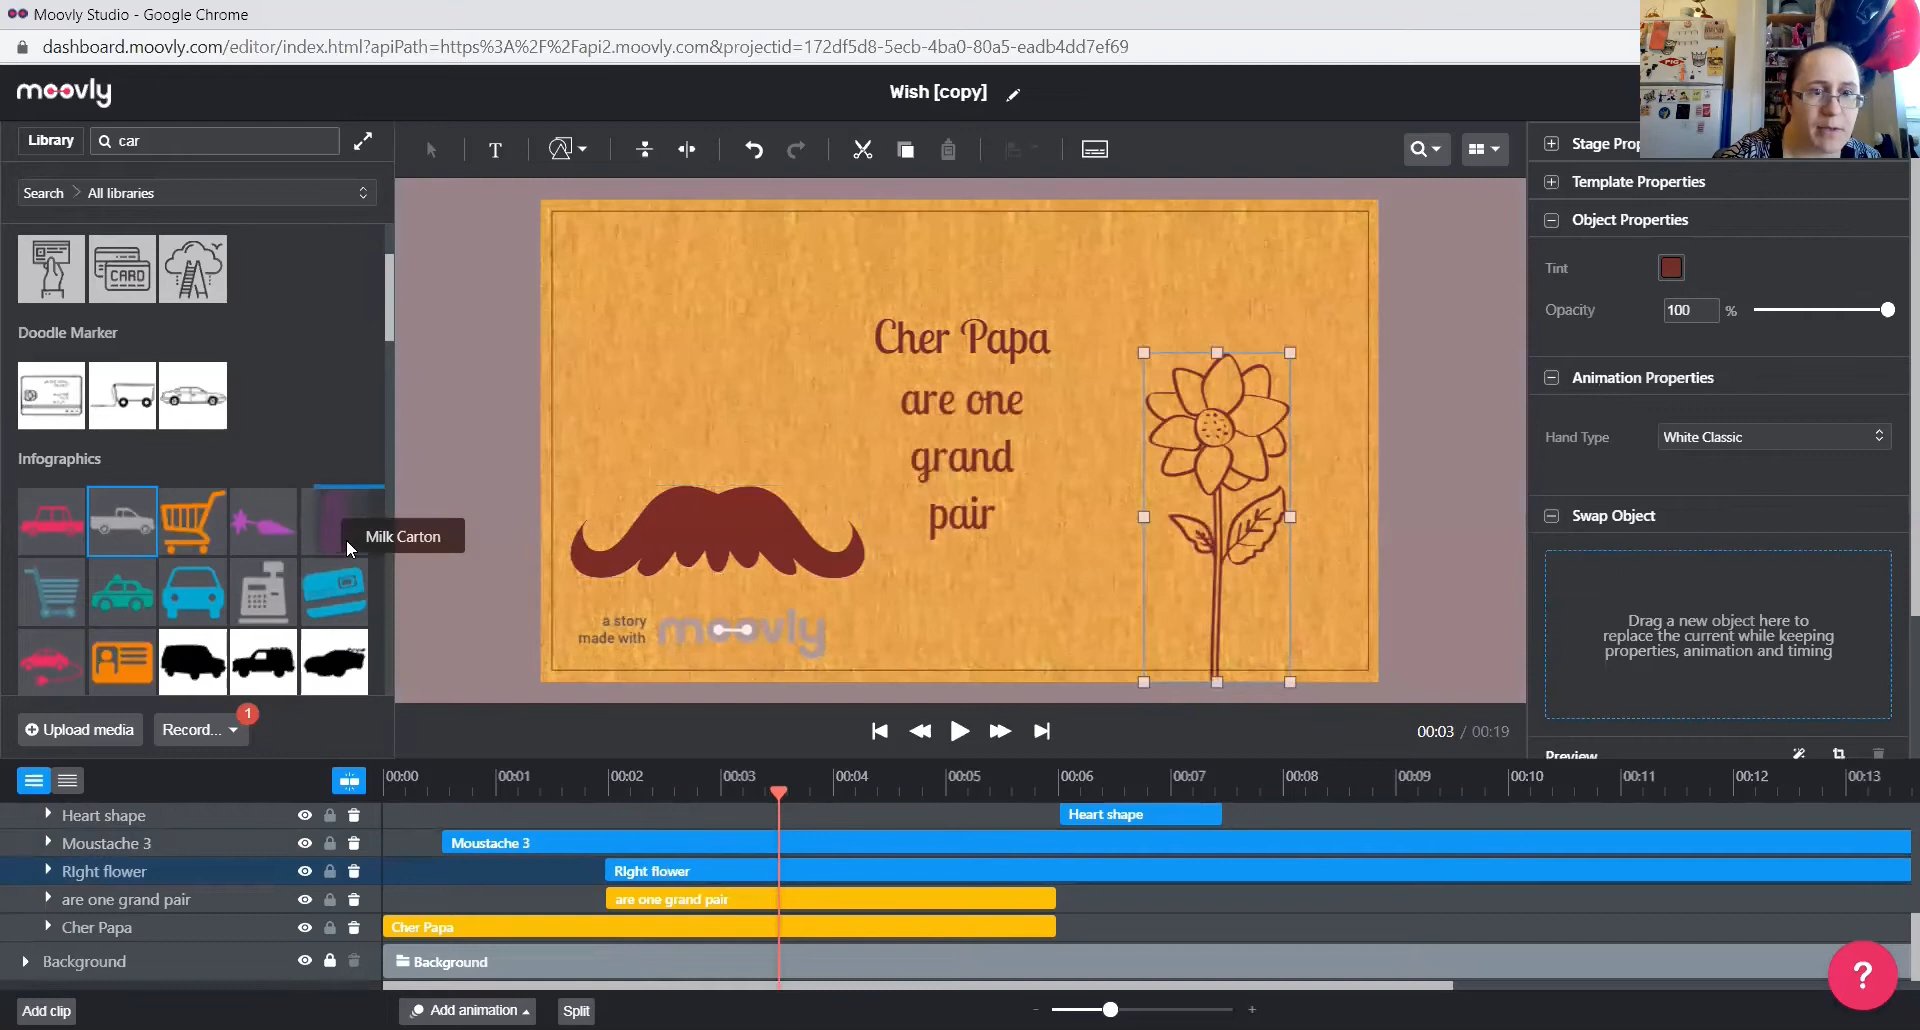 Moovly Studio - Google Chrome
dashboard.moovly.com/editor/index.html?apiPath=https%3A%2F%2Fapi2.moovly.com&projectid=172df5d8-5ecb-4ba0-80a5-eadb4dd7ef69
moovly
Wish [copy]
Library
car
T
Stage Prop
Search > All libraries
Template Properties
Object Properties
CARD
Tint
Opacity 100 %
Doodle Marker
Cher Papa
are one
grand
pair
Animation Properties
Hand Type White Classic
Infographics
Swap Object
Milk Carton
Drag a new object here to
replace the current while keeping
properties, animation and timing
a story
made with moovly
Upload media
Record...
1
00:03 / 00:19
Preview
00:00 00:01 00:02 00:03 00:04 00:05 00:06 00:07 00:08 00:09 00:10 00:11 00:12 00:13
Heart shape
Heart shape
Moustache 3
Moustache 3
RIght flower
RIght flower
are one grand pair
are one grand pair
Cher Papa
Cher Papa
Background
Background
?
Add clip
Add animation
Split
- +